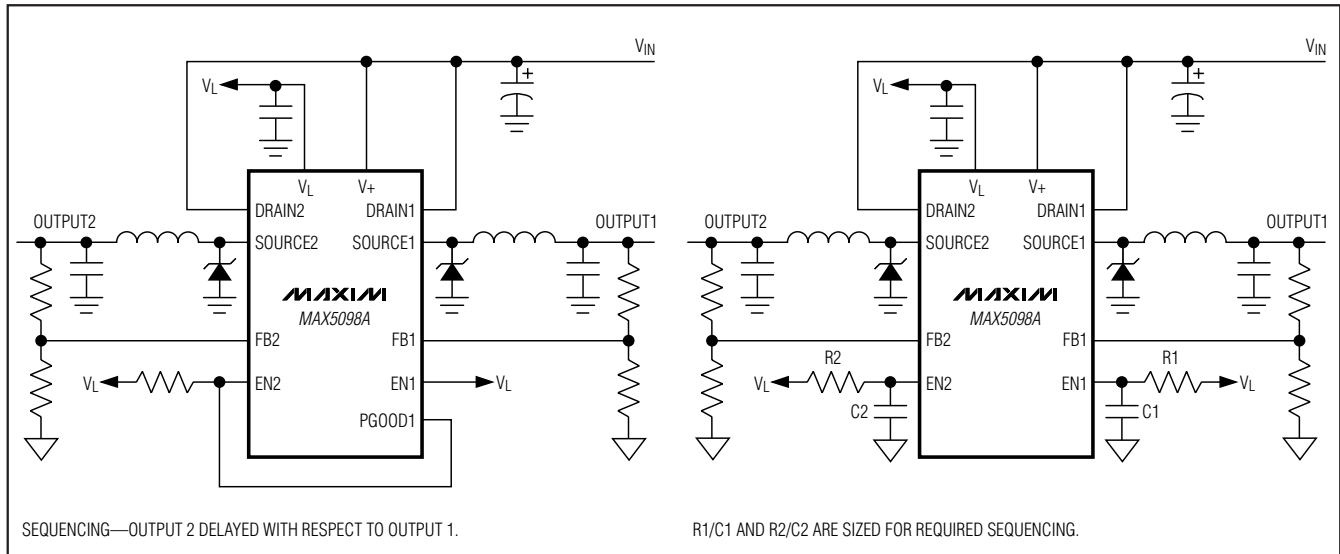 V_IN
V_L
V_L V+
DRAIN2 DRAIN1
OUTPUT2 OUTPUT1
SOURCE2 SOURCE1
MAXIM
MAX5098A
FB2 FB1
V_L EN2 EN1 V_L
PGOOD1
SEQUENCING—OUTPUT 2 DELAYED WITH RESPECT TO OUTPUT 1.
V_IN
V_L
V_L V+
DRAIN2 DRAIN1
OUTPUT2 OUTPUT1
SOURCE2 SOURCE1
MAXIM
MAX5098A
FB2 FB1
R2 R1
V_L EN2 EN1 V_L
C2 C1
R1/C1 AND R2/C2 ARE SIZED FOR REQUIRED SEQUENCING.